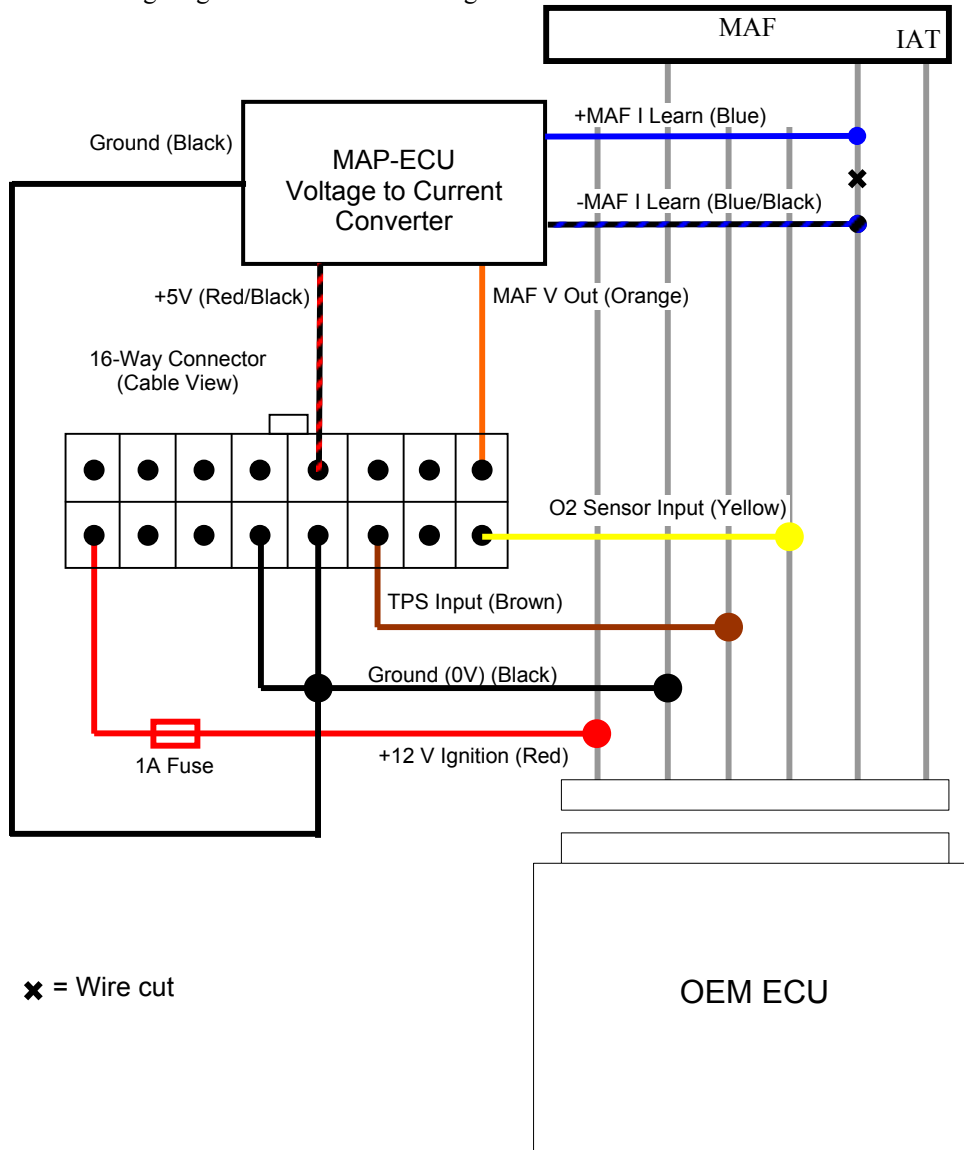 MAF
IAT
+MAF I Learn (Blue)
Ground (Black)
MAP-ECU
Voltage to Current
Converter
-MAF I Learn (Blue/Black)
+5V (Red/Black)
MAF V Out (Orange)
16-Way Connector
(Cable View)
O2 Sensor Input (Yellow)
TPS Input (Brown)
Ground (0V) (Black)
+12 V Ignition (Red)
1A Fuse
= Wire cut
OEM ECU